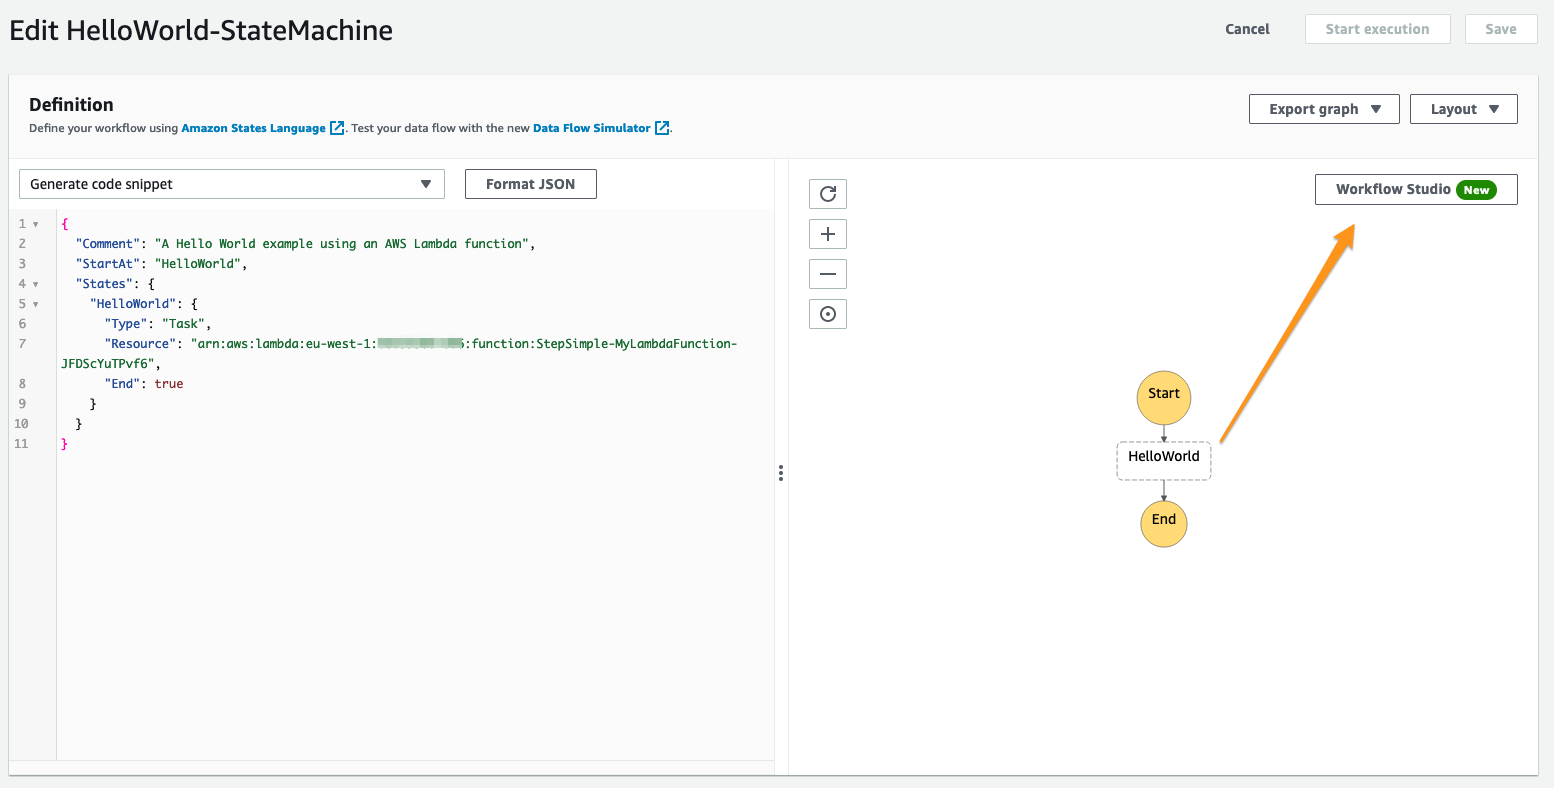 Edit HelloWorld-StateMachine
Cancel
Start execution
Save
Definition
Define your workflow using Amazon States Language. Test your data flow with the new Data Flow Simulator.
Export graph
Layout
Generate code snippet
Format JSON
Workflow Studio New
1 {
2 "Comment": "A Hello World example using an AWS Lambda function",
3 "StartAt": "HelloWorld",
4 "States": {
5 "HelloWorld": {
6 "Type": "Task",
7 "Resource": "arn:aws:lambda:eu-west-1: :function:StepSimple-MyLambdaFunction-
JFDScYuTPvf6",
8 "End": true
9 }
10 }
11 }
Start
HelloWorld
End